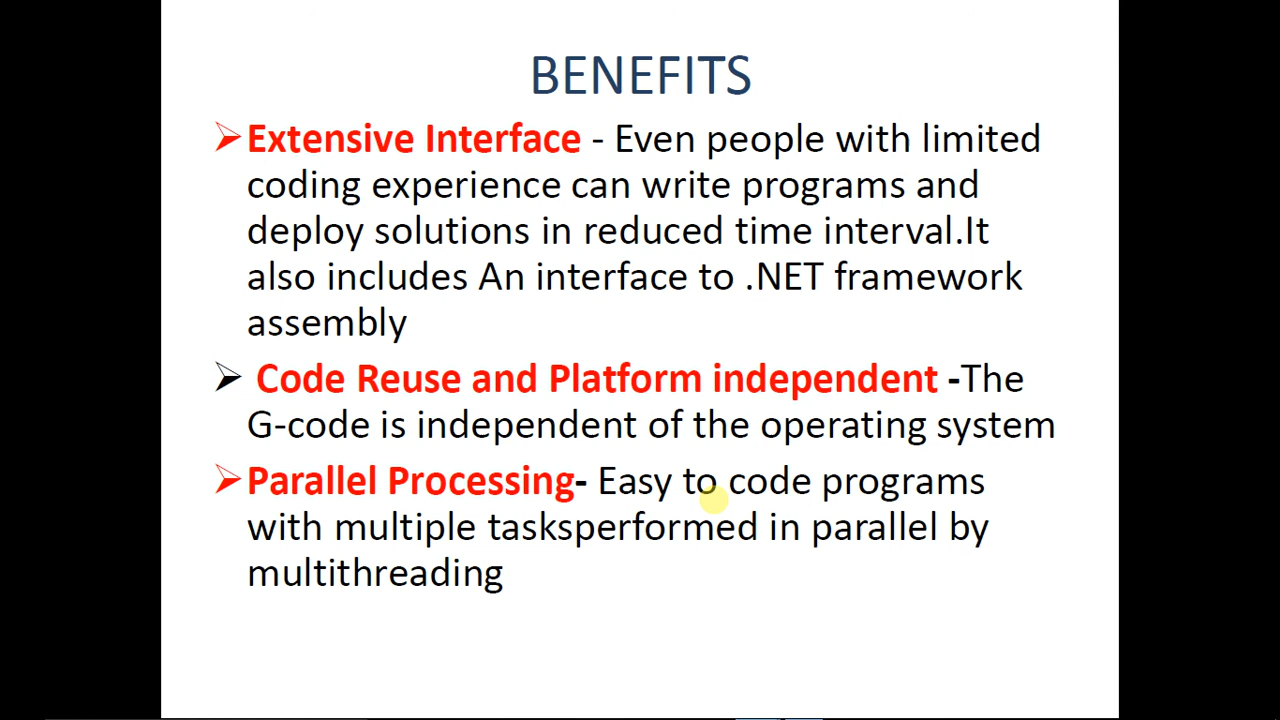 BENEFITS
Extensive Interface - Even people with limited
coding experience can write programs and
deploy solutions in reduced time interval.It
also includes An interface to .NET framework
assembly
Code Reuse and Platform independent -The
G-code is independent of the operating system
Parallel Processing- Easy to code programs
with multiple tasksperformed in parallel by
multithreading